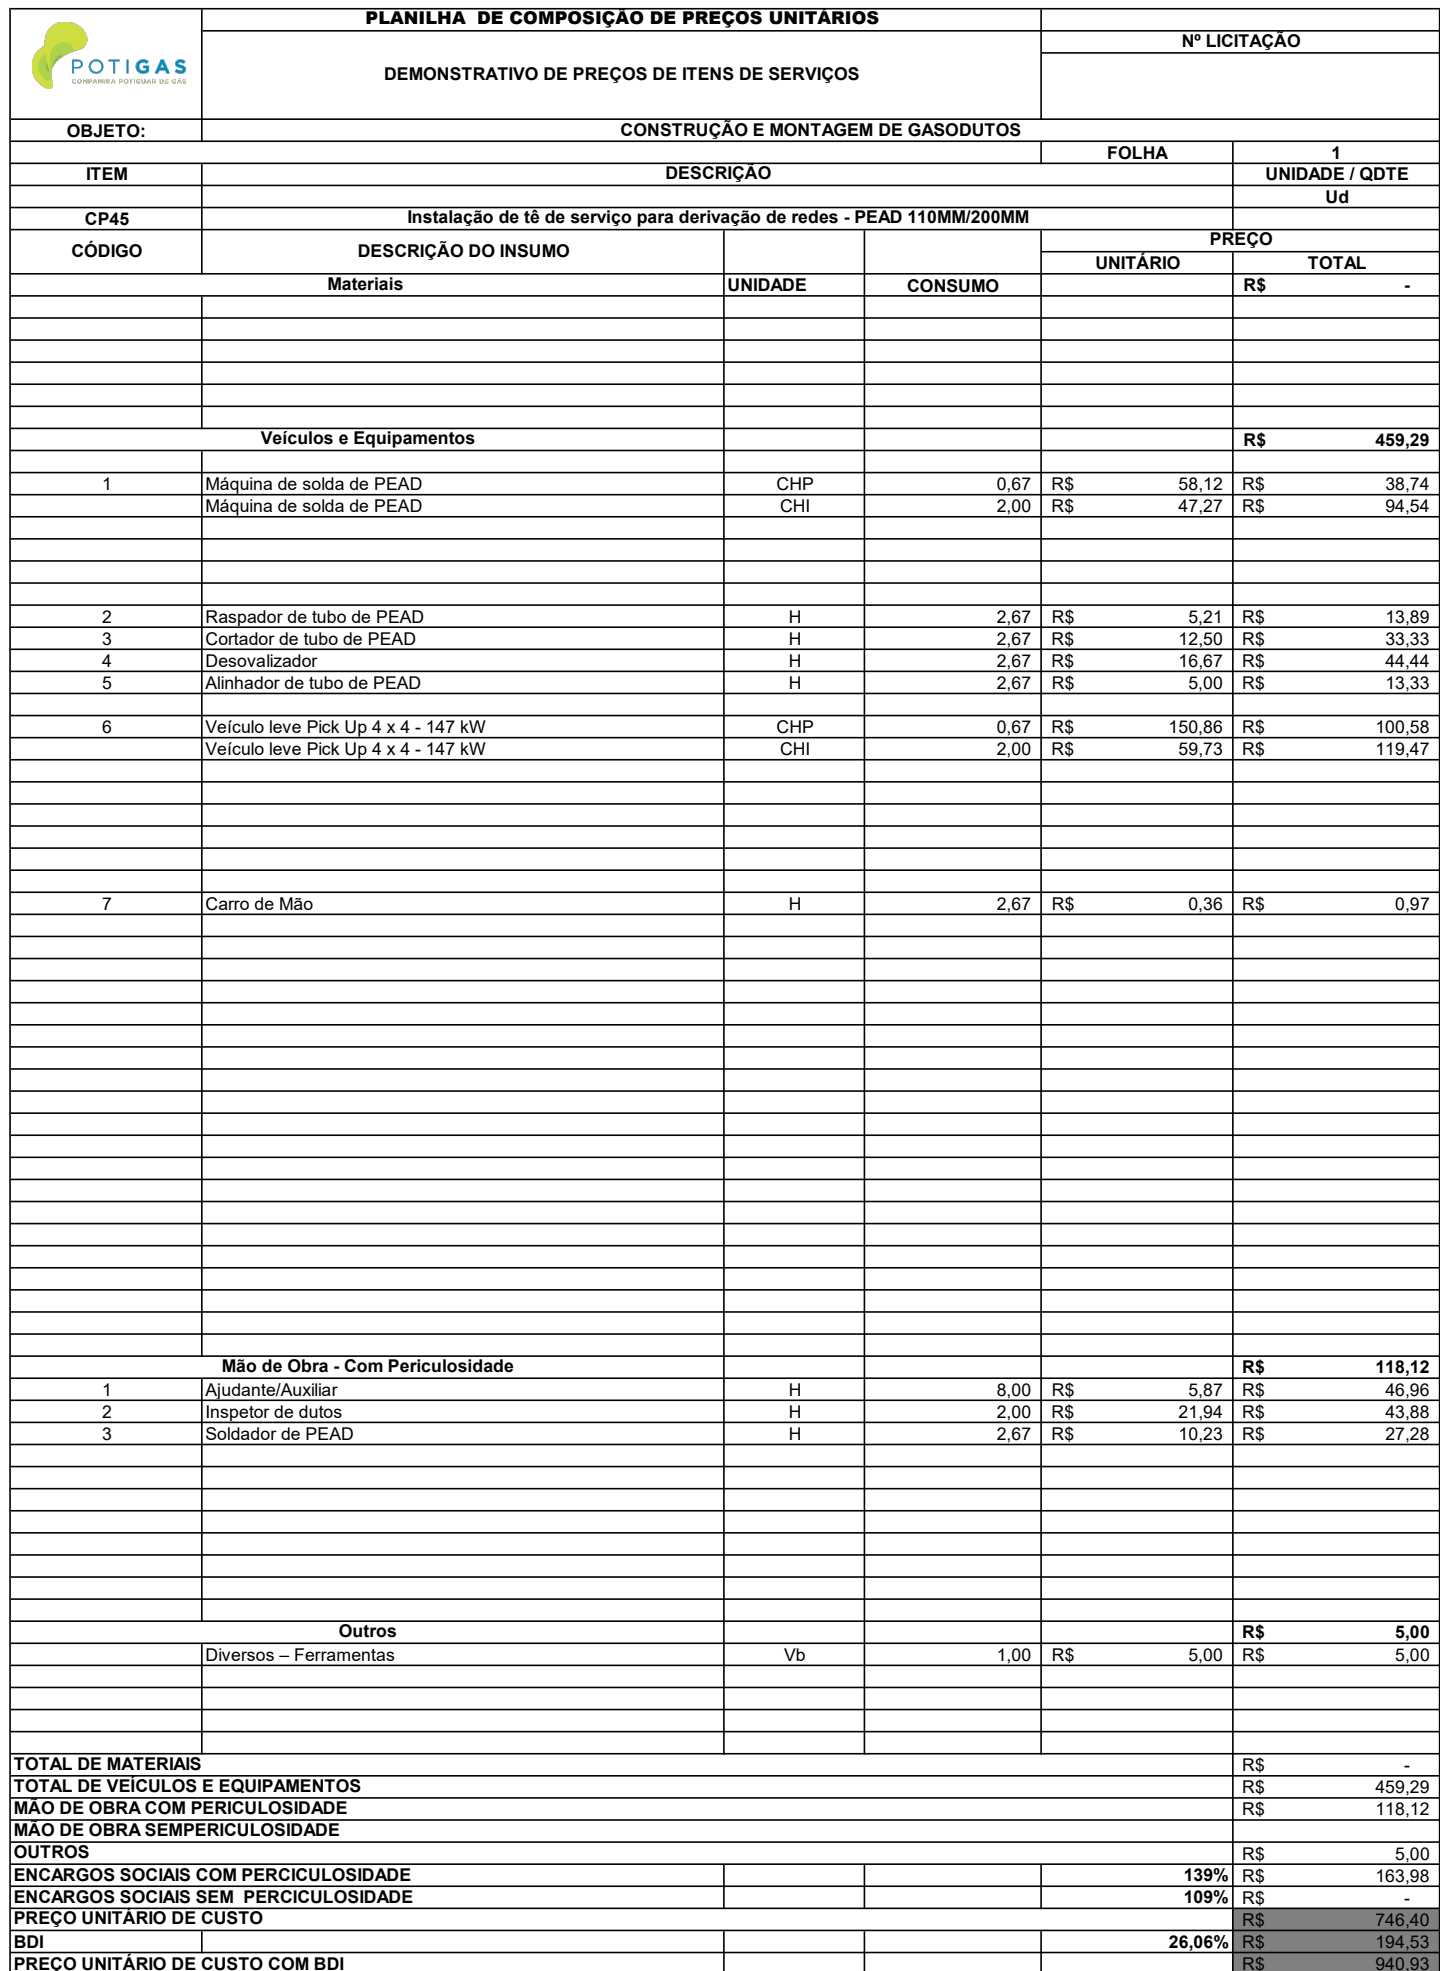 PLANILHA DE COMPOSIÇÃO DE PREÇOS UNITÁRIOS
Nº LICITAÇÃO
POTIGAS
COMPANHIA POTIGUAR DE GÁS
DEMONSTRATIVO DE PREÇOS DE ITENS DE SERVIÇOS
OBJETO: CONSTRUÇÃO E MONTAGEM DE GASODUTOS
FOLHA 1
ITEM DESCRIÇÃO UNIDADE / QDTE
Ud
CP45 Instalação de tê de serviço para derivação de redes - PEAD 110MM/200MM
CÓDIGO DESCRIÇÃO DO INSUMO PREÇO
UNITÁRIO TOTAL
Materiais UNIDADE CONSUMO R$ -
Veículos e Equipamentos R$ 459,29
1 Máquina de solda de PEAD CHP 0,67 R$ 58,12 R$ 38,74
Máquina de solda de PEAD CHI 2,00 R$ 47,27 R$ 94,54
2 Raspador de tubo de PEAD H 2,67 R$ 5,21 R$ 13,89
3 Cortador de tubo de PEAD H 2,67 R$ 12,50 R$ 33,33
4 Desovalizador H 2,67 R$ 16,67 R$ 44,44
5 Alinhador de tubo de PEAD H 2,67 R$ 5,00 R$ 13,33
6 Veículo leve Pick Up 4 x 4 - 147 kW CHP 0,67 R$ 150,86 R$ 100,58
Veículo leve Pick Up 4 x 4 - 147 kW CHI 2,00 R$ 59,73 R$ 119,47
7 Carro de Mão H 2,67 R$ 0,36 R$ 0,97
Mão de Obra - Com Periculosidade R$ 118,12
1 Ajudante/Auxiliar H 8,00 R$ 5,87 R$ 46,96
2 Inspetor de dutos H 2,00 R$ 21,94 R$ 43,88
3 Soldador de PEAD H 2,67 R$ 10,23 R$ 27,28
Outros R$ 5,00
Diversos – Ferramentas Vb 1,00 R$ 5,00 R$ 5,00
TOTAL DE MATERIAIS R$ -
TOTAL DE VEÍCULOS E EQUIPAMENTOS R$ 459,29
MÃO DE OBRA COM PERICULOSIDADE R$ 118,12
MÃO DE OBRA SEMPERICULOSIDADE
OUTROS R$ 5,00
ENCARGOS SOCIAIS COM PERCICULOSIDADE 139% R$ 163,98
ENCARGOS SOCIAIS SEM PERCICULOSIDADE 109% R$ -
PREÇO UNITÁRIO DE CUSTO R$ 746,40
BDI 26,06% R$ 194,53
PREÇO UNITÁRIO DE CUSTO COM BDI R$ 940,93